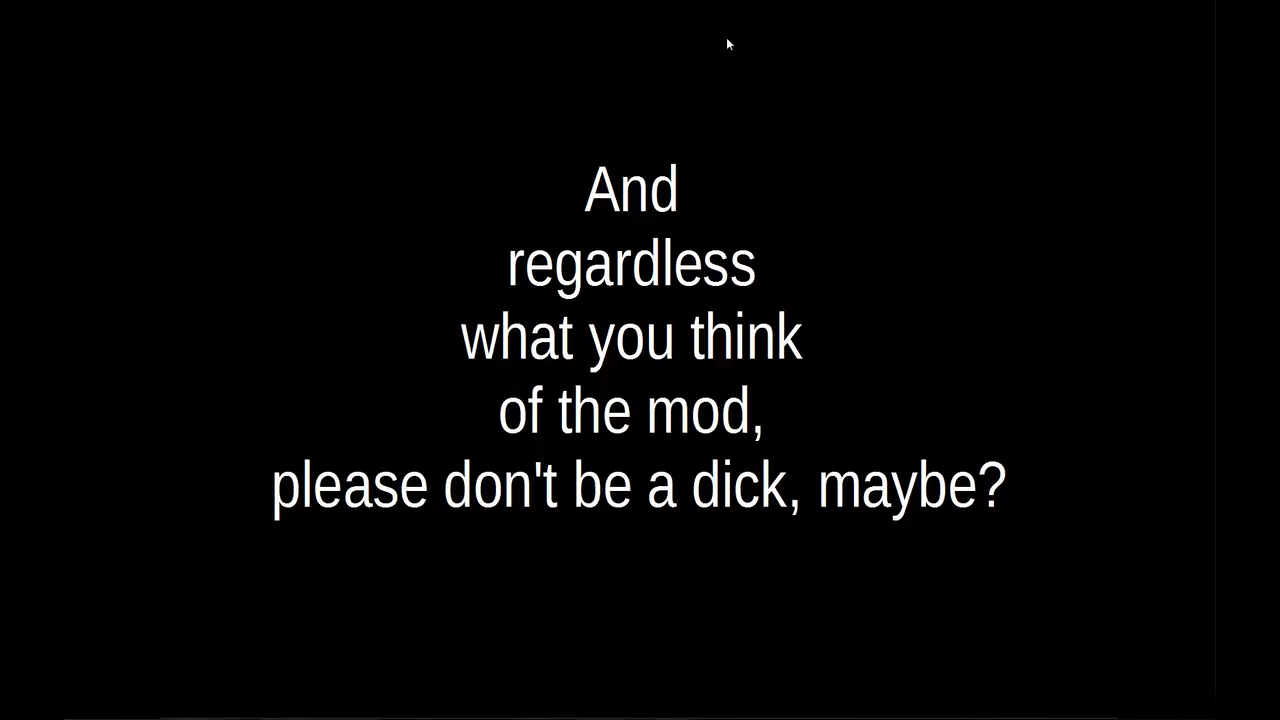 And
regardless
what you think
of the mod,
please don't be a dick, maybe?